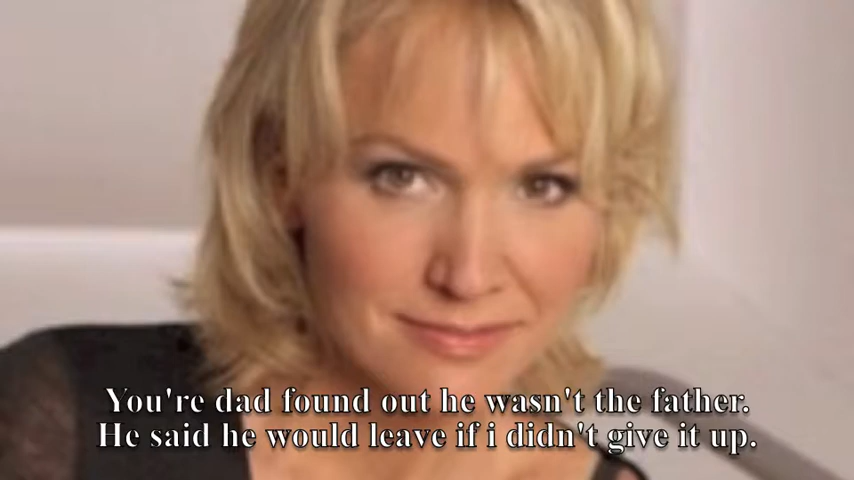 You're dad found out he wasn't the father.
He said he would leave if i didn't give it up.